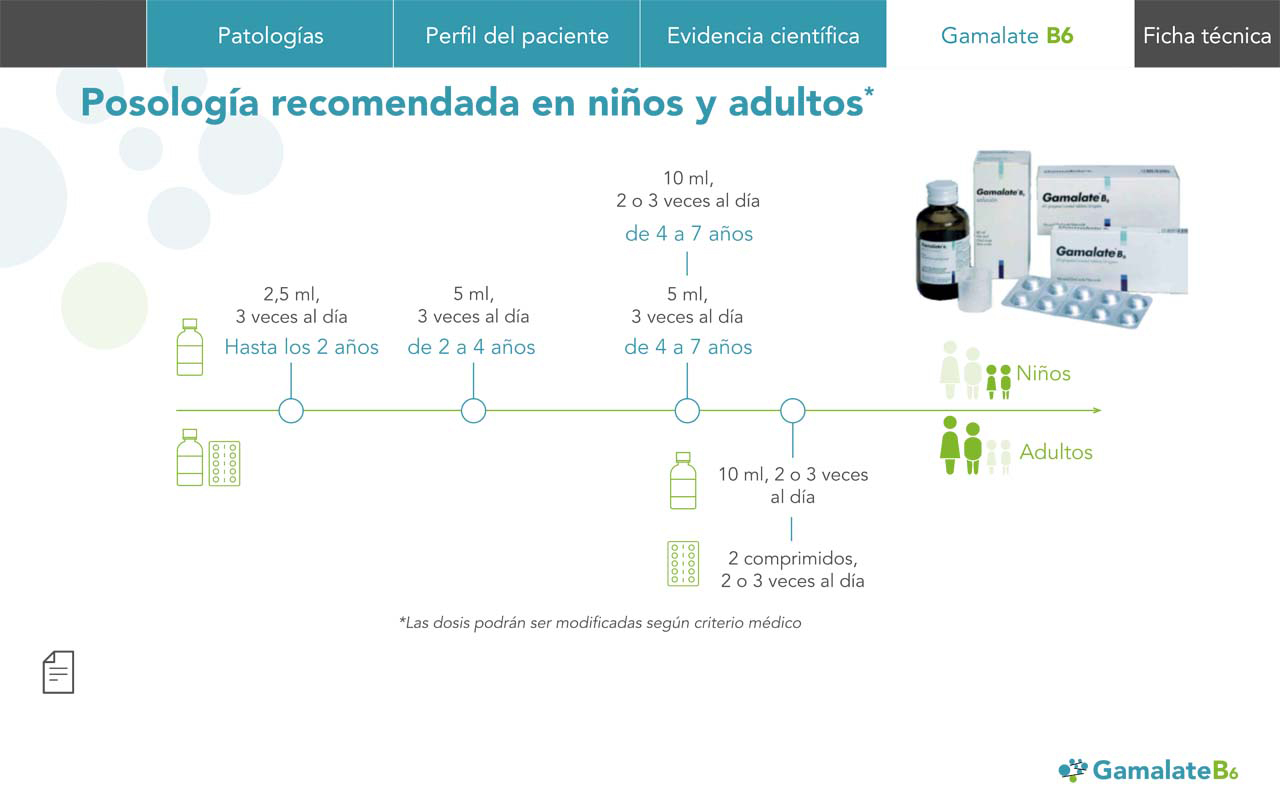 Patologías
Perfil del paciente
Evidencia científica
Gamalate B6
Ficha técnica
Posología recomendada en niños y adultos*
10 ml,
2 o 3 veces al día
de 4 a 7 años
2,5 ml,
3 veces al día
Hasta los 2 años
5 ml,
3 veces al día
de 2 a 4 años
5 ml,
3 veces al día
de 4 a 7 años
Gamalate B6
solución
Gamalate B6
Gamalate B6
Gamalate B6
Niños
Adultos
10 ml, 2 o 3 veces
al día
2 comprimidos,
2 o 3 veces al día
*Las dosis podrán ser modificadas según criterio médico
GamalateB6